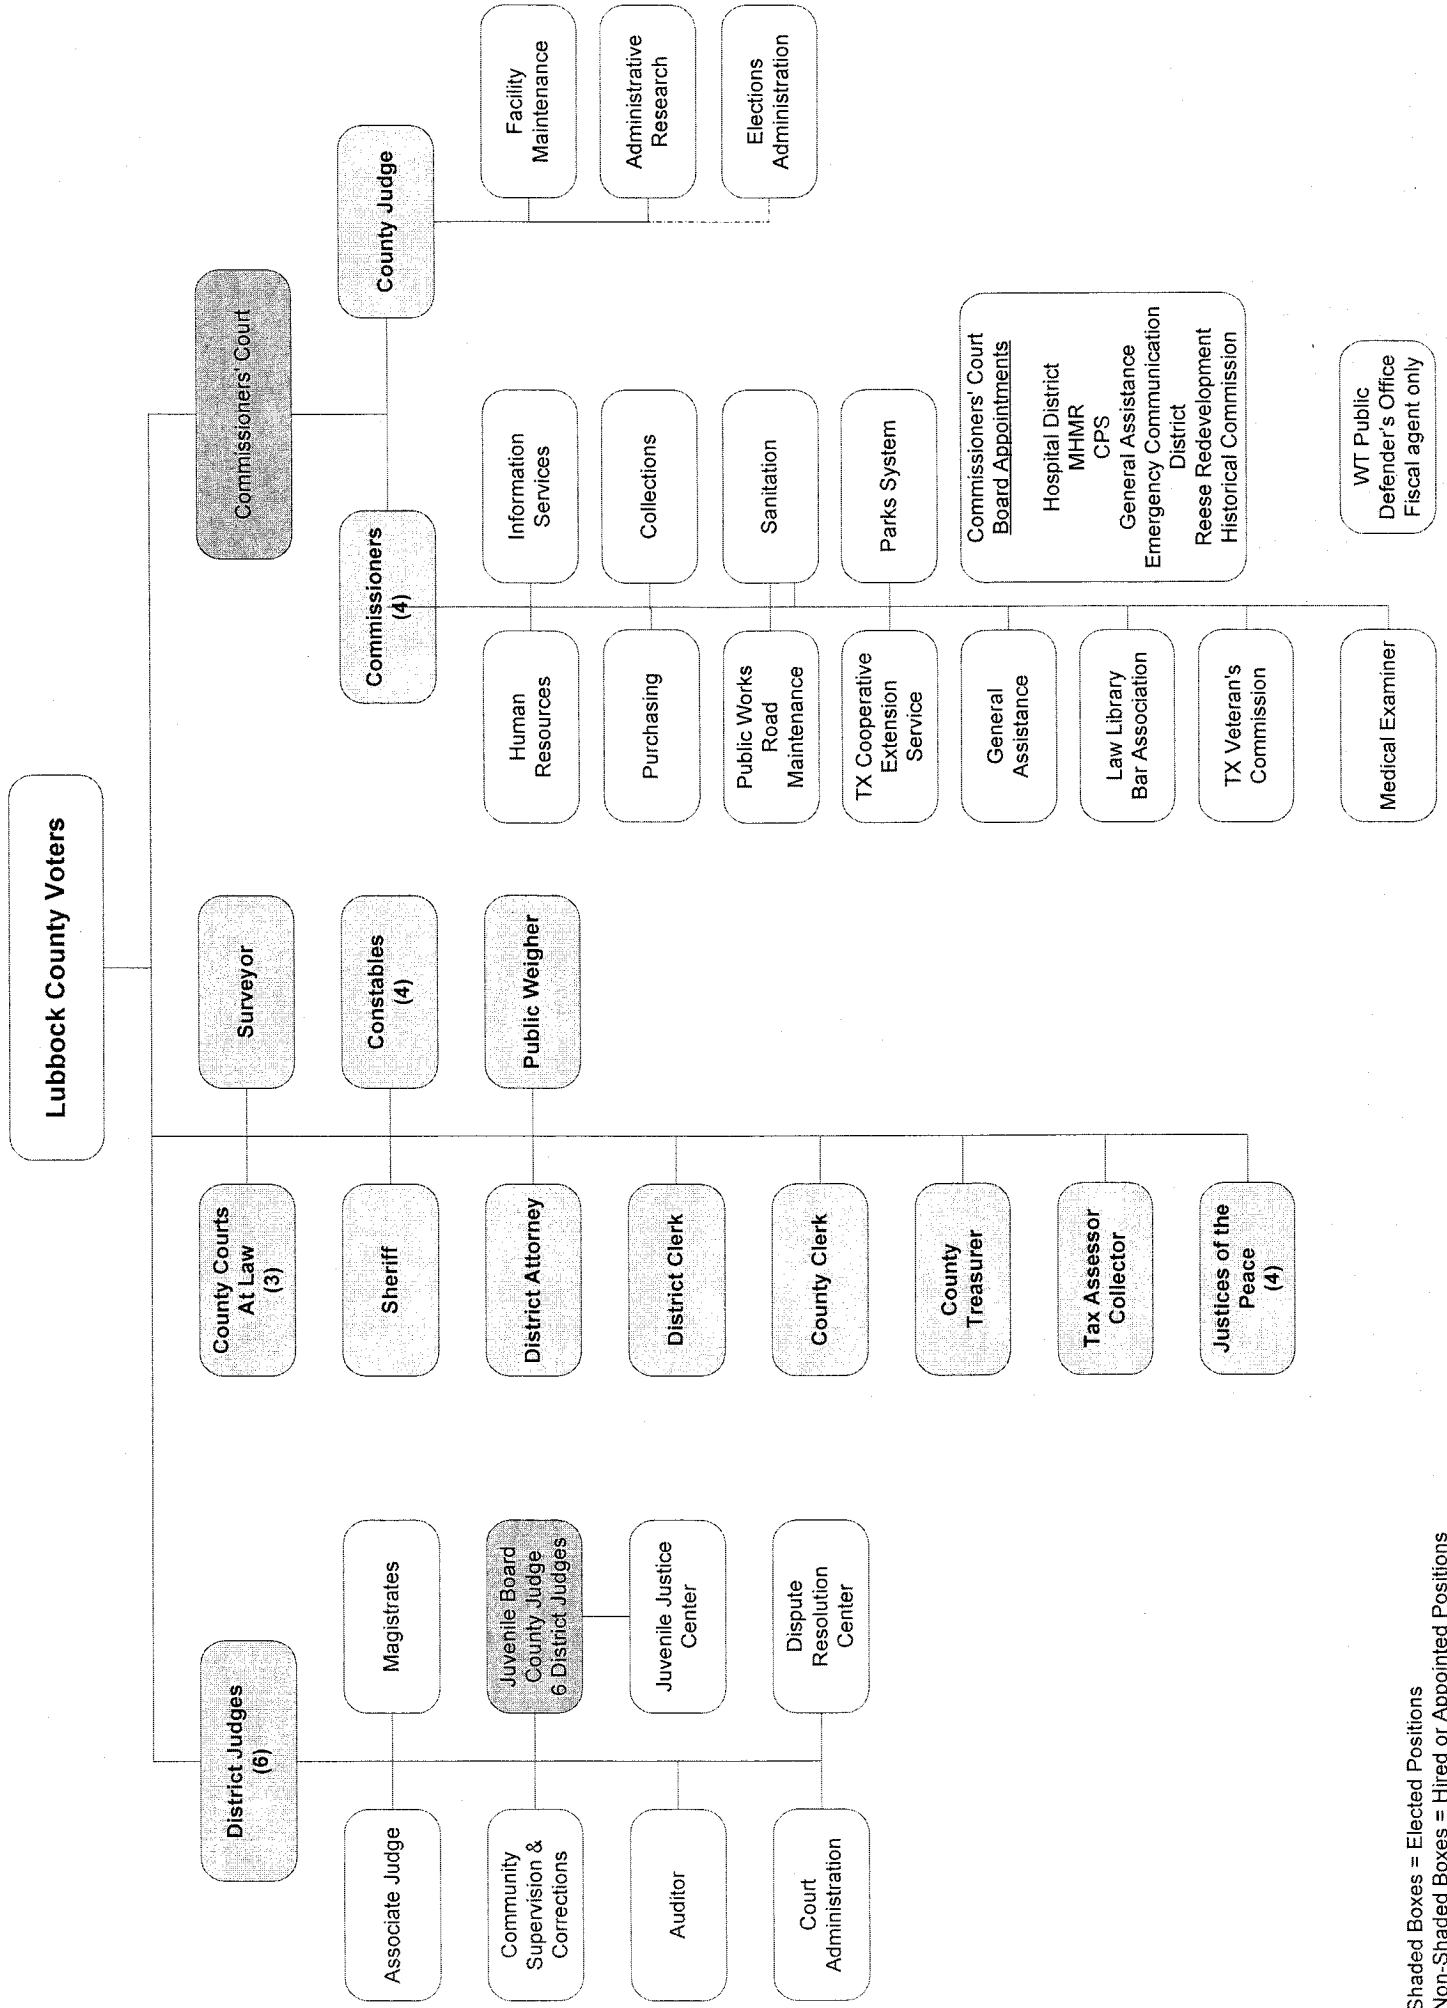 Lubbock County Voters
District Judges
(6)
Associate Judge
Magistrates
Community
Supervision &
Corrections
Juvenile Board
County Judge
6 District Judges
Auditor
Juvenile Justice
Center
Court
Administration
Dispute
Resolution
Center
County Courts
At Law
(3)
Surveyor
Sheriff
Constables
(4)
District Attorney
Public Weigher
District Clerk
County Clerk
County
Treasurer
Tax Assessor
Collector
Justices of the
Peace
(4)
Commissioners' Court
Commissioners
(4)
County Judge
Human
Resources
Information
Services
Purchasing
Collections
Public Works
Road
Maintenance
Sanitation
TX Cooperative
Extension
Service
Parks System
General
Assistance
Law Library
Bar Association
TX Veteran's
Commission
Medical Examiner
Facility
Maintenance
Administrative
Research
Elections
Administration
Commissioners' Court
Board Appointments
Hospital District
MHMR
CPS
General Assistance
Emergency Communication
District
Reese Redevelopment
Historical Commission
WT Public
Defender's Office
Fiscal agent only
Shaded Boxes = Elected Positions
Non-Shaded Boxes = Hired or Appointed Positions